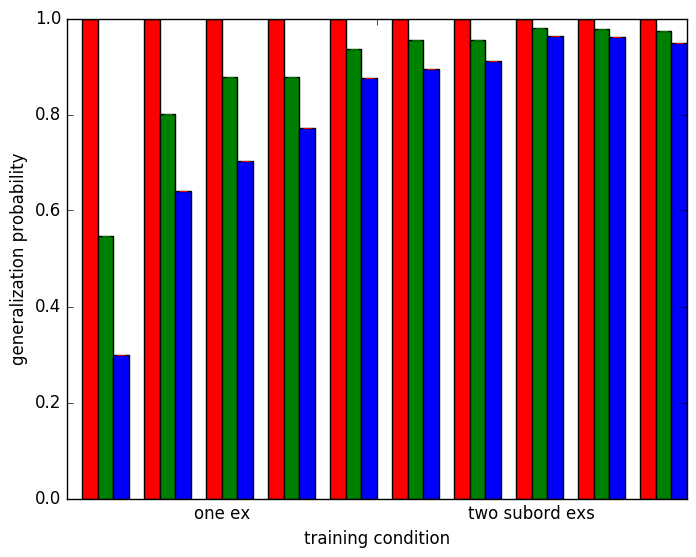 1.0
0.8
0.6
0.4
0.2
0.0
generalization probability
one ex two subord exs
training condition